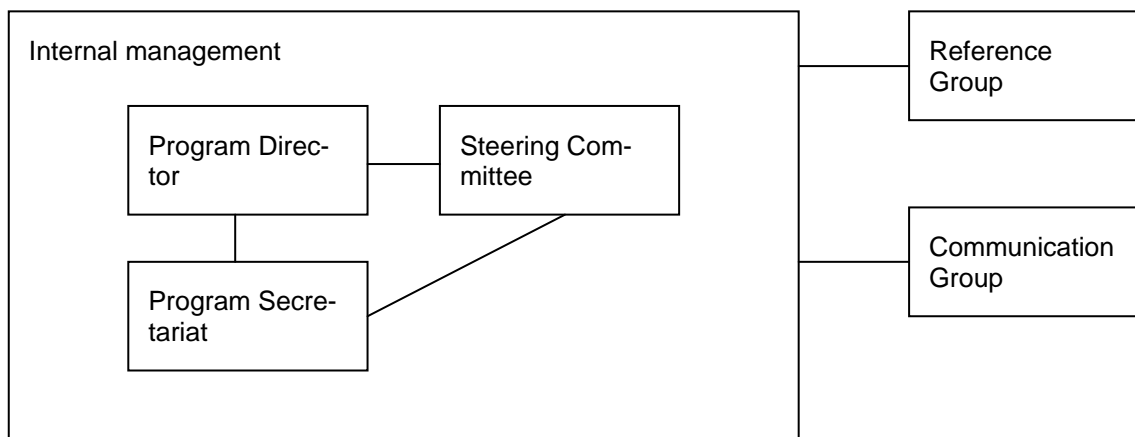 Internal management
Reference
Group
Program Direc-
tor
Steering Com-
mittee
Communication
Group
Program Secre-
tariat